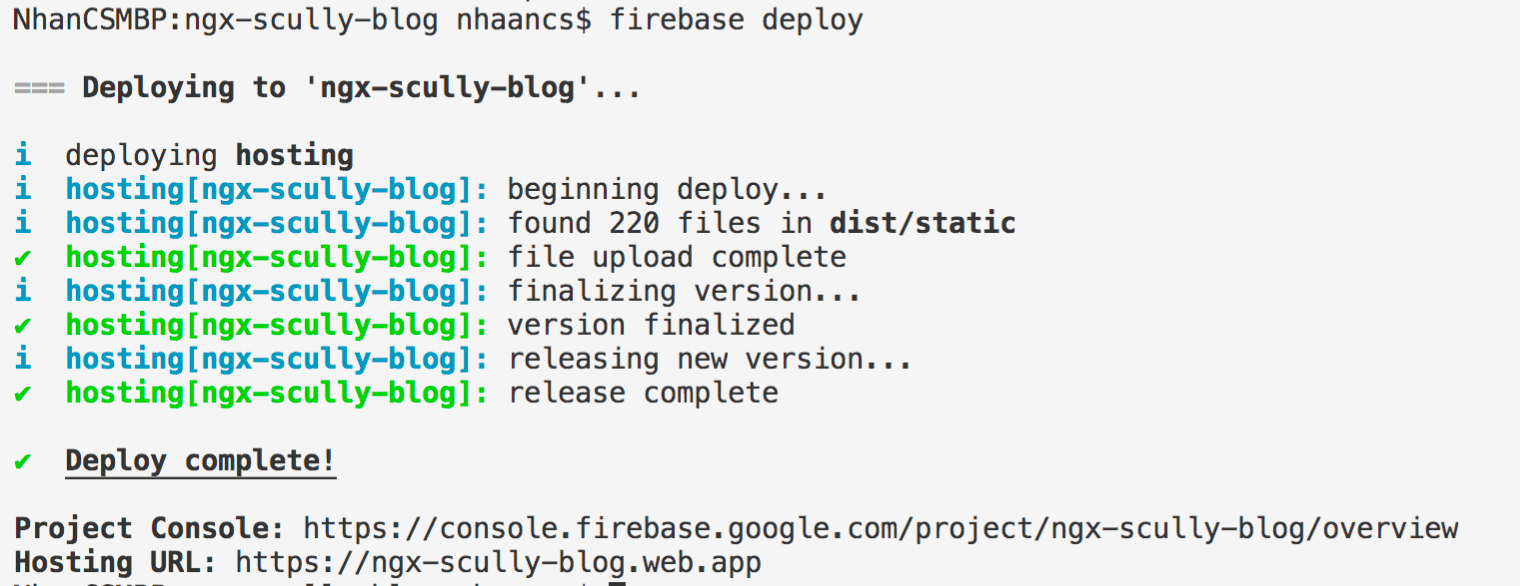 NhanCSMBP:ngx-scully-blog nhaancs$ firebase deploy
=== Deploying to 'ngx-scully-blog'...
i deploying hosting
i hosting[ngx-scully-blog]: beginning deploy...
i hosting[ngx-scully-blog]: found 220 files in dist/static
✔ hosting[ngx-scully-blog]: file upload complete
i hosting[ngx-scully-blog]: finalizing version...
✔ hosting[ngx-scully-blog]: version finalized
i hosting[ngx-scully-blog]: releasing new version...
✔ hosting[ngx-scully-blog]: release complete
✔ Deploy complete!
Project Console: https://console.firebase.google.com/project/ngx-scully-blog/overview
Hosting URL: https://ngx-scully-blog.web.app